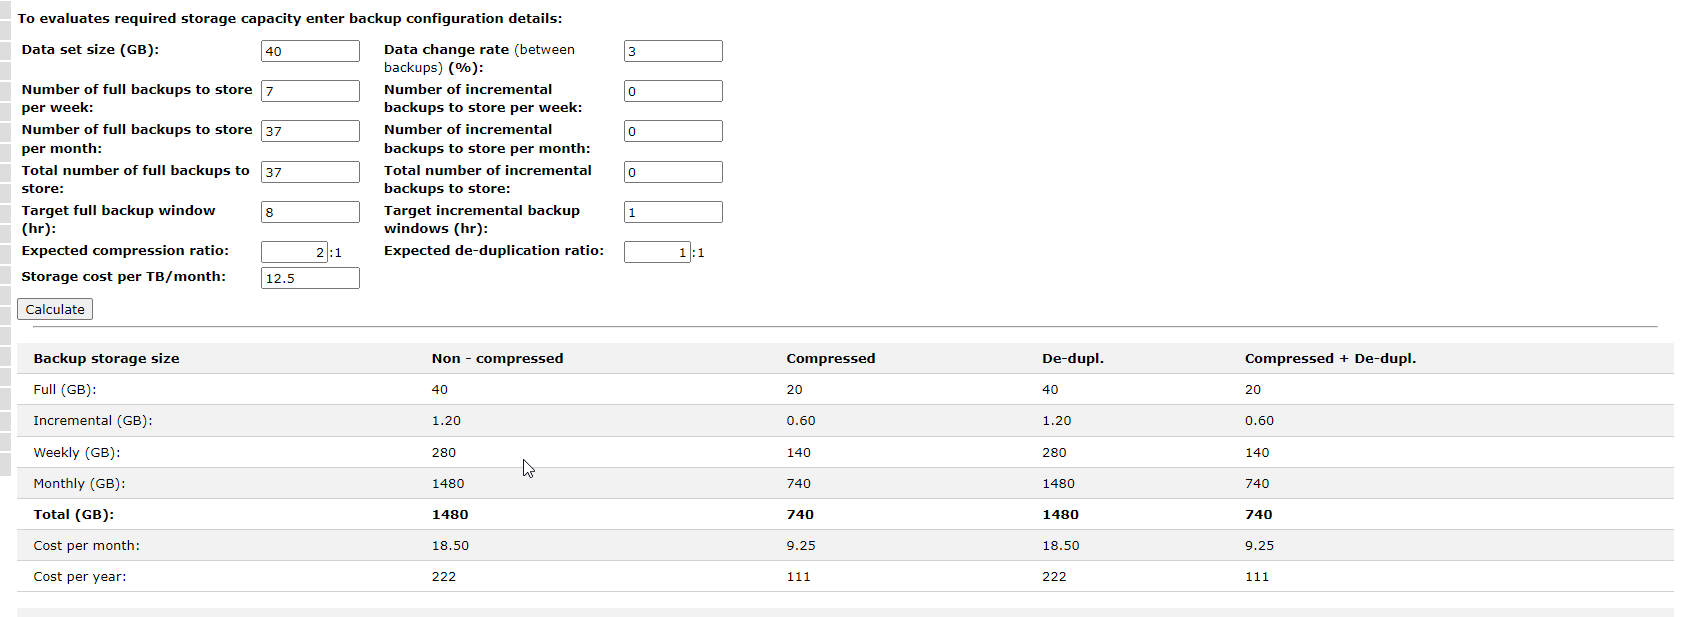 To evaluates required storage capacity enter backup configuration details:
Data set size (GB): 40 Data change rate (between backups) (%): 3
Number of full backups to store per week: 7 Number of incremental backups to store per week: 0
Number of full backups to store per month: 37 Number of incremental backups to store per month: 0
Total number of full backups to store: 37 Total number of incremental backups to store: 0
Target full backup window (hr): 8 Target incremental backup windows (hr): 1
Expected compression ratio: 2 :1 Expected de-duplication ratio: 1 :1
Storage cost per TB/month: 12.5
Calculate
Backup storage size Non - compressed Compressed De-dupl. Compressed + De-dupl.
Full (GB): 40 20 40 20
Incremental (GB): 1.20 0.60 1.20 0.60
Weekly (GB): 280 140 280 140
Monthly (GB): 1480 740 1480 740
Total (GB): 1480 740 1480 740
Cost per month: 18.50 9.25 18.50 9.25
Cost per year: 222 111 222 111